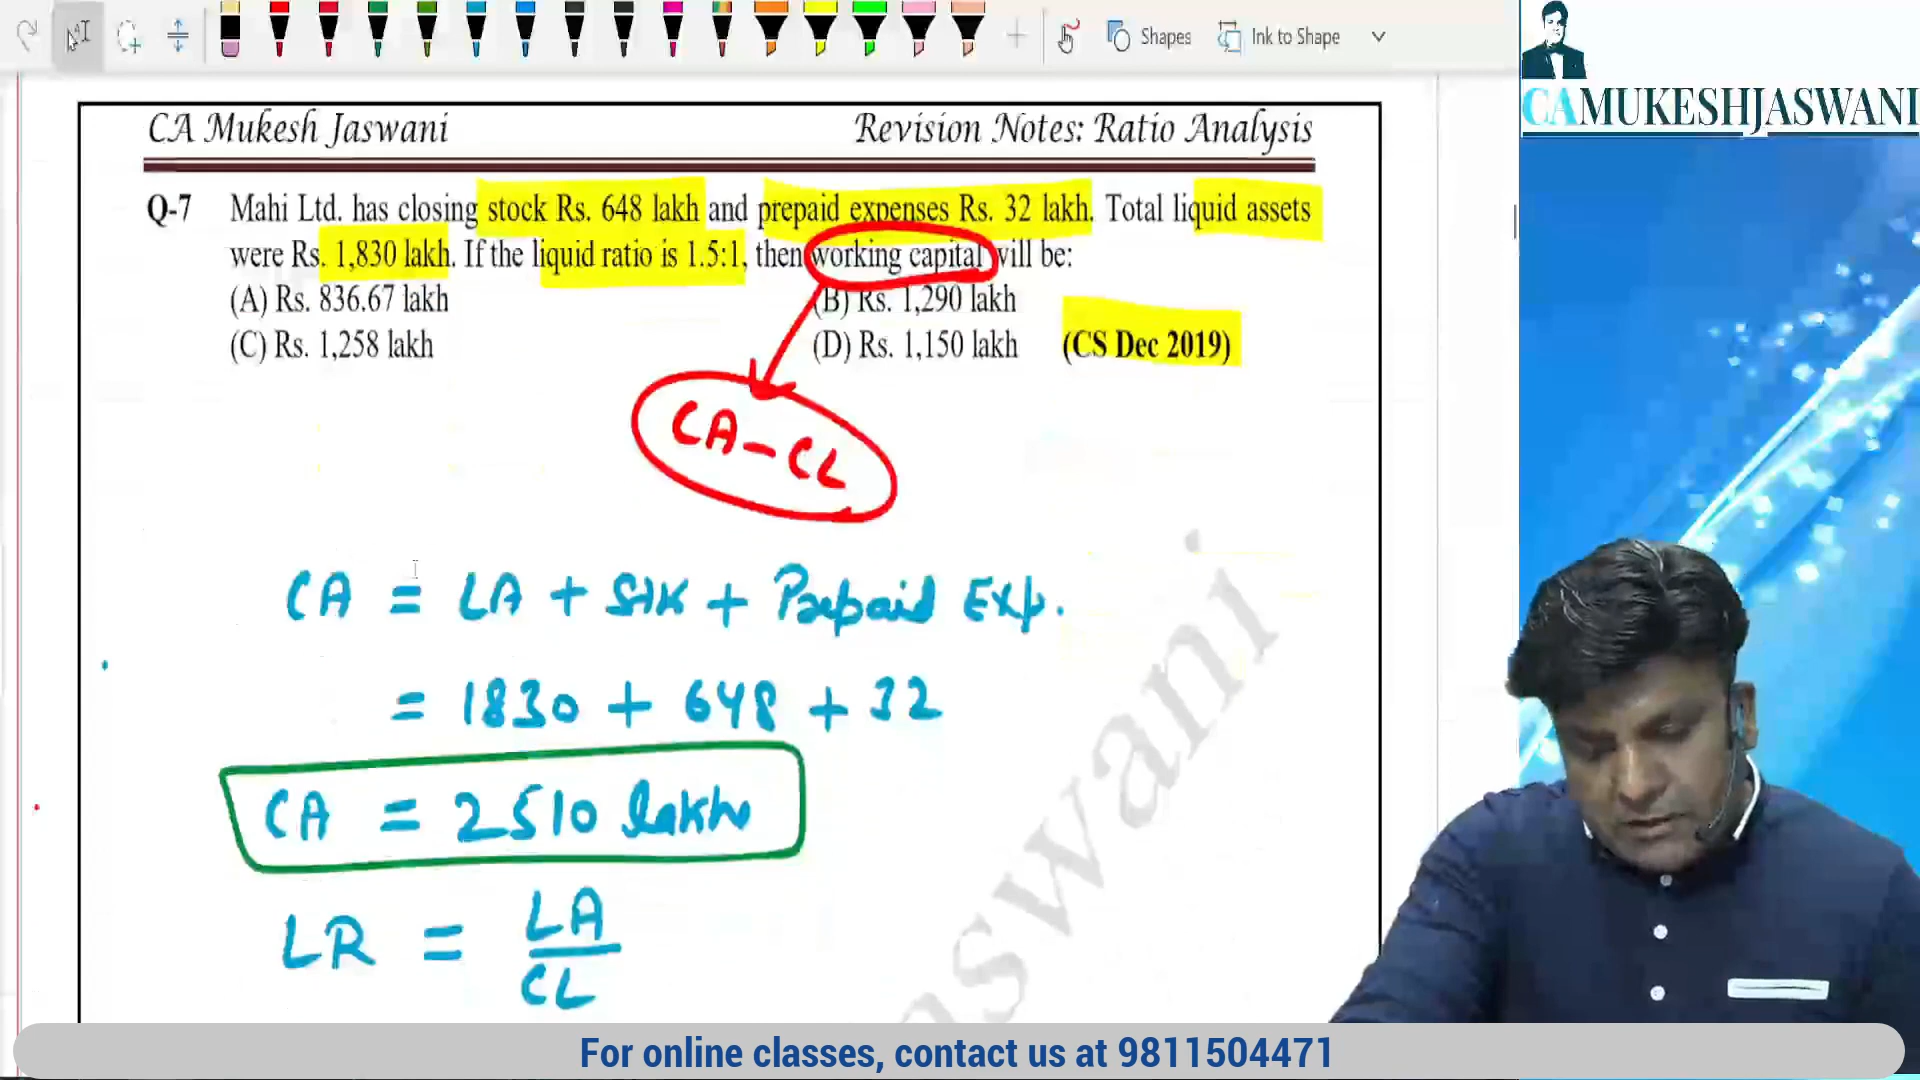 Shapes
Ink to Shape
CAMUKESHJASWANI
CA Mukesh Jaswani Revision Notes: Ratio Analysis
Q-7 Mahi Ltd. has closing stock Rs. 648 lakh and prepaid expenses Rs. 32 lakh. Total liquid assets
were Rs. 1,830 lakh. If the liquid ratio is 1.5:1, then working capital will be:
(A) Rs. 836.67 lakh (B) Rs. 1,290 lakh
(C) Rs. 1,258 lakh (D) Rs. 1,150 lakh (CS Dec 2019)
CA - CL
CA = LA + Stk + Prepaid Exp.
= 1830 + 648 + 32
CA = 2510 lakhs
LR = LA
CL
aswani
For online classes, contact us at 9811504471